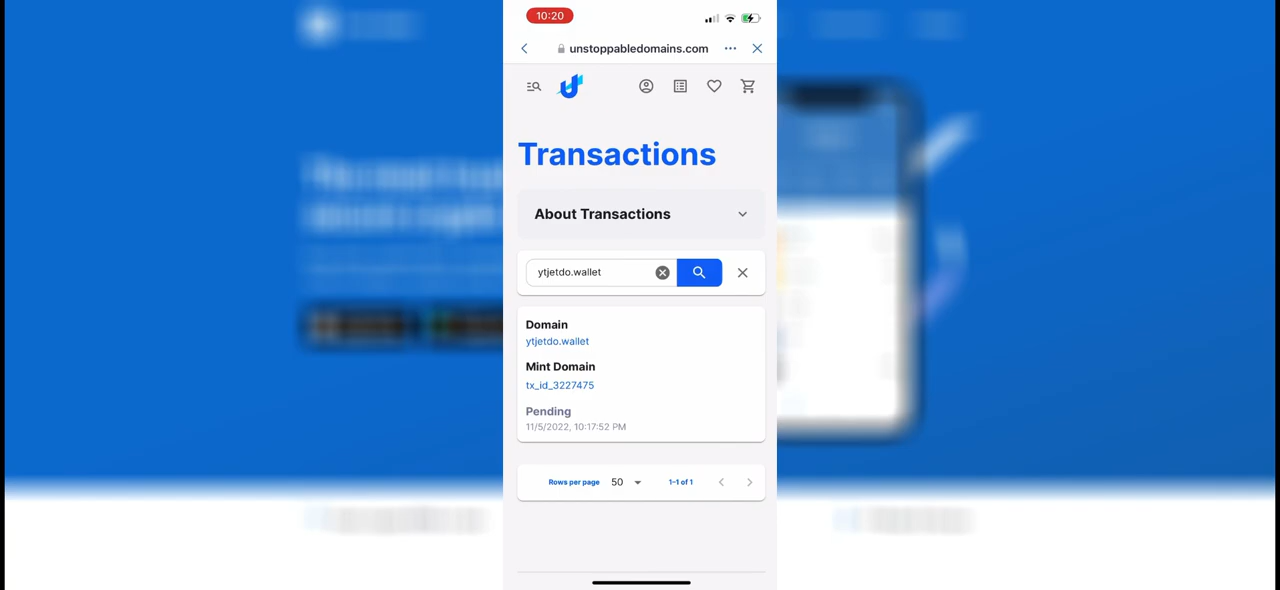 10:20
unstoppabledomains.com
Transactions
About Transactions
ytjetdo.wallet
Domain
ytjetdo.wallet
Mint Domain
tx_id_3227475
Pending
11/5/2022, 10:17:52 PM
Rows per page 50 1-1 of 1